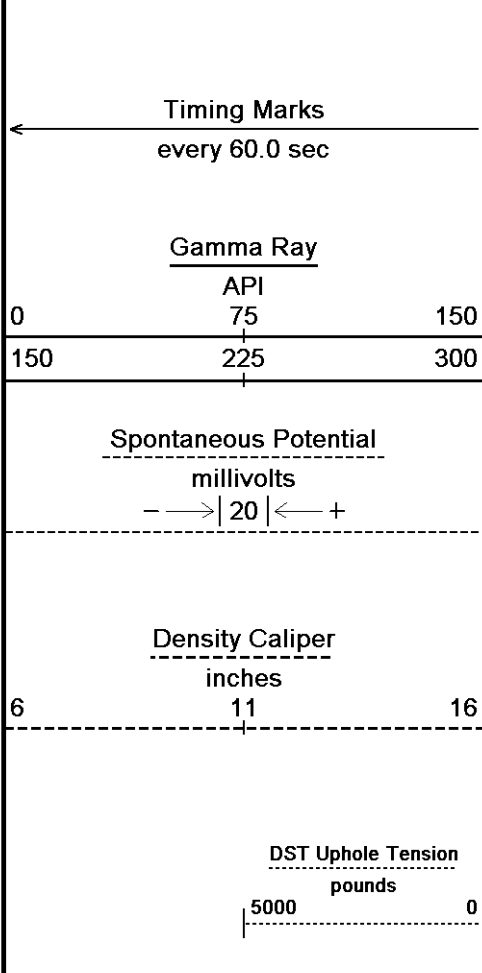 Timing Marks
every 60.0 sec
Gamma Ray
API
0 75 150
150 225 300
Spontaneous Potential
millivolts
− 20 +
Density Caliper
inches
6 11 16
DST Uphole Tension
pounds
5000 0